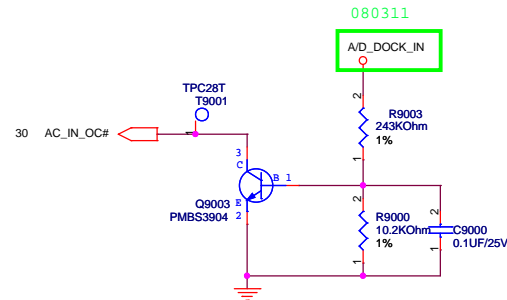 080311
A/D_DOCK_IN
TPC28T
T9001
2
R9003
243KOhm
1%
1
30 AC_IN_OC#
1
3
C
B 1
E
2
Q9003
PMBS3904
2
R9000
10.2KOhm
1%
1
2
C9000
0.1UF/25V
1